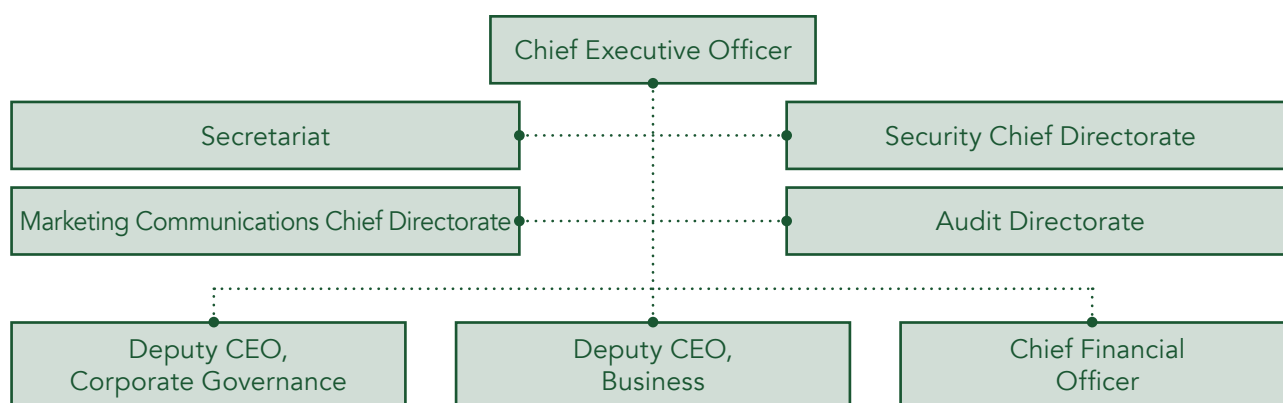 Chief Executive Officer
Secretariat
Security Chief Directorate
Marketing Communications Chief Directorate
Audit Directorate
Deputy CEO,
Corporate Governance
Deputy CEO,
Business
Chief Financial
Officer